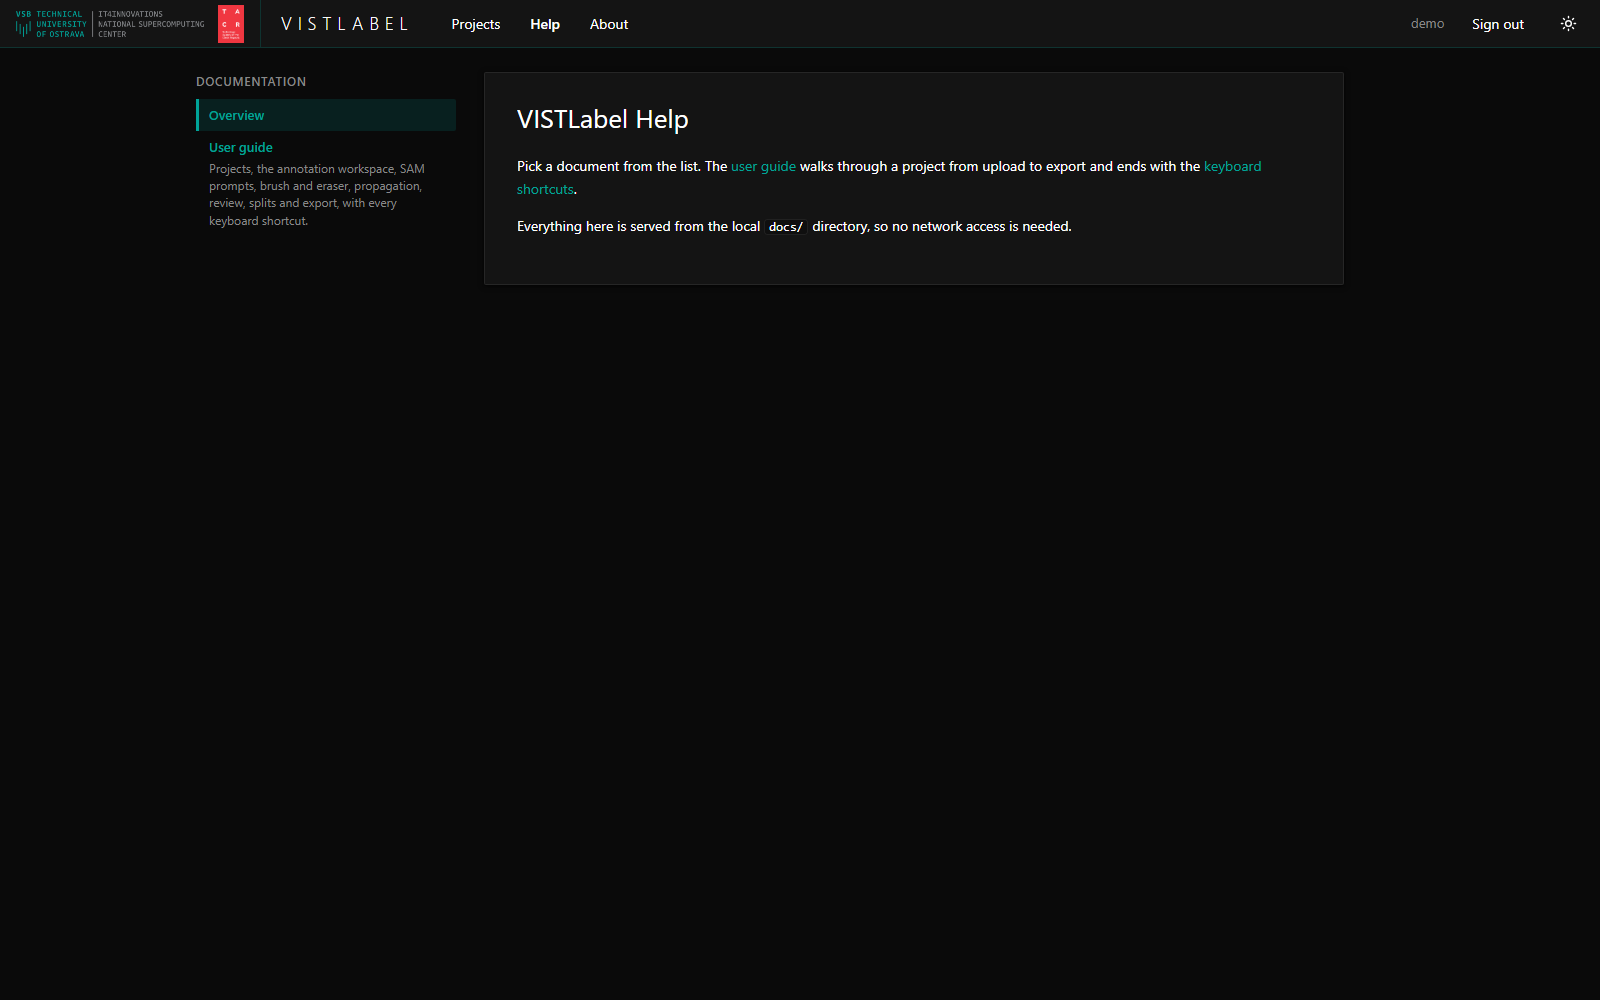 VSB TECHNICAL
UNIVERSITY
OF OSTRAVA
IT4INNOVATIONS
NATIONAL SUPERCOMPUTING
CENTER
T A
C R
VISTLABEL
Projects
Help
About
demo
Sign out
DOCUMENTATION
Overview
User guide
Projects, the annotation workspace, SAM
prompts, brush and eraser, propagation,
review, splits and export, with every
keyboard shortcut.
VISTLabel Help
Pick a document from the list. The user guide walks through a project from upload to export and ends with the keyboard
shortcuts.
Everything here is served from the local docs/ directory, so no network access is needed.